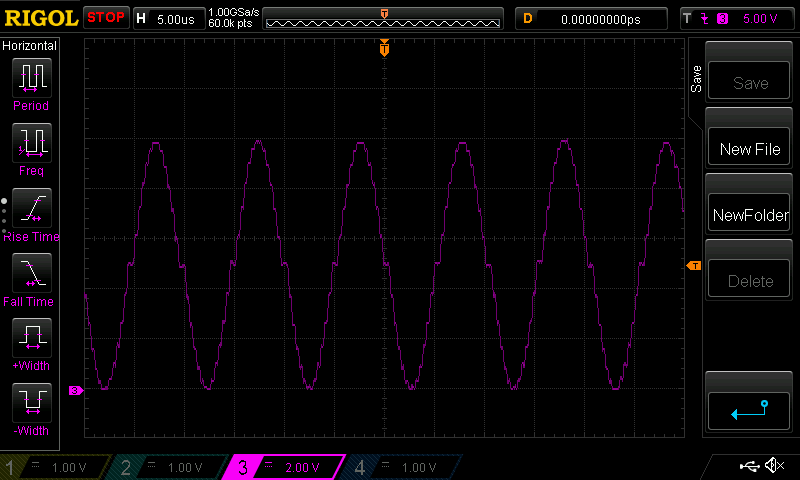 RIGOL STOP H 5.00us 1.00GSa/s 60.0k pts T D 0.00000000ps T 3 5.00 V
Horizontal
Period
Freq
Rise Time
Fall Time
+Width
-Width
T
T
3
Save
Save
New File
NewFolder
Delete
1 1.00 V 2 1.00 V 3 2.00 V 4 1.00 V